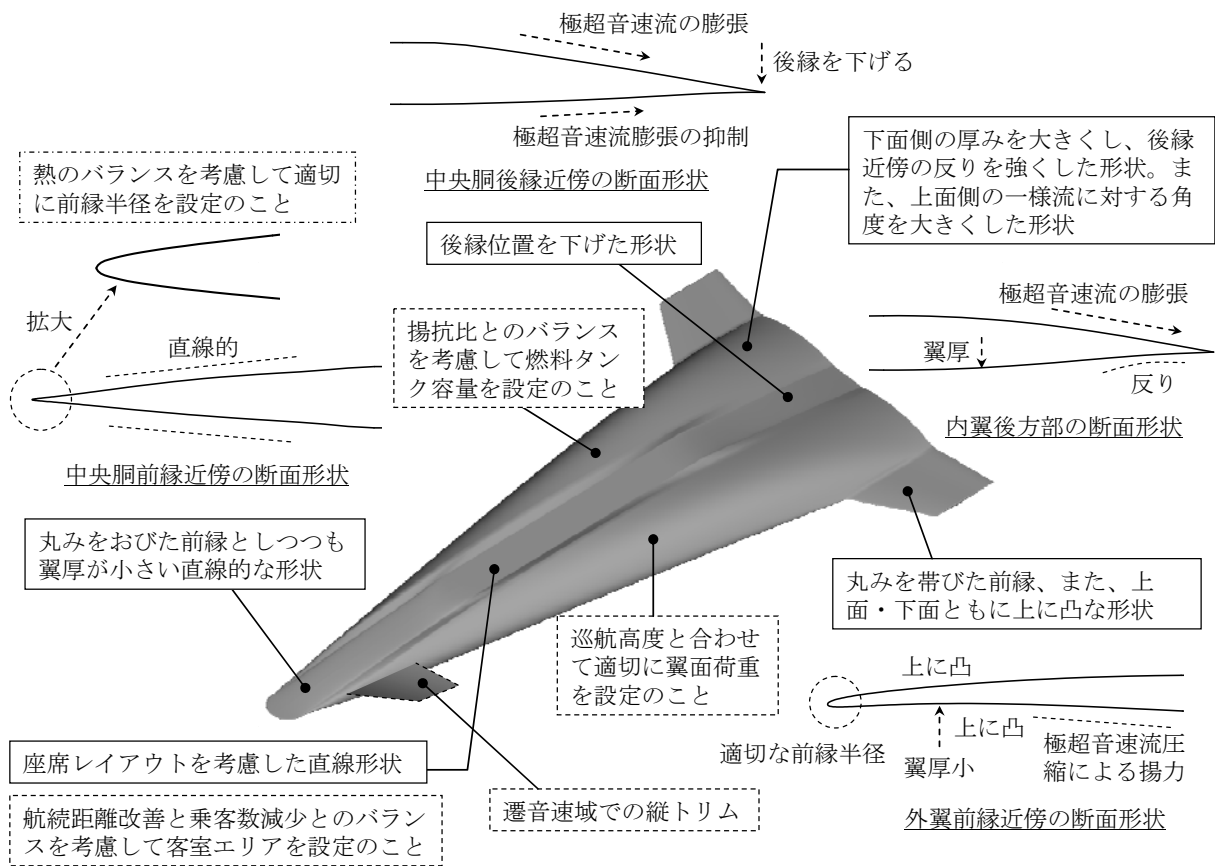 極超音速流の膨張
後縁を下げる
極超音速流膨張の抑制
中央胴後縁近傍の断面形状
下面側の厚みを大きくし、後縁
近傍の反りを強くした形状。ま
た、上面側の一様流に対する角
度を大きくした形状
熱のバランスを考慮して適切
に前縁半径を設定のこと
後縁位置を下げた形状
拡大
直線的
中央胴前縁近傍の断面形状
揚抗比とのバランス
を考慮して燃料タン
ク容量を設定のこと
極超音速流の膨張
翼厚
反り
内翼後方部の断面形状
丸みをおびた前縁としつつも
翼厚が小さい直線的な形状
丸みを帯びた前縁、また、上
面・下面ともに上に凸な形状
巡航高度と合わせ
て適切に翼面荷重
を設定のこと
上に凸
上に凸
適切な前縁半径
翼厚小
極超音速流圧
縮による揚力
外翼前縁近傍の断面形状
座席レイアウトを考慮した直線形状
航続距離改善と乗客数減少とのバラン
スを考慮して客室エリアを設定のこと
遷音速域での縦トリム